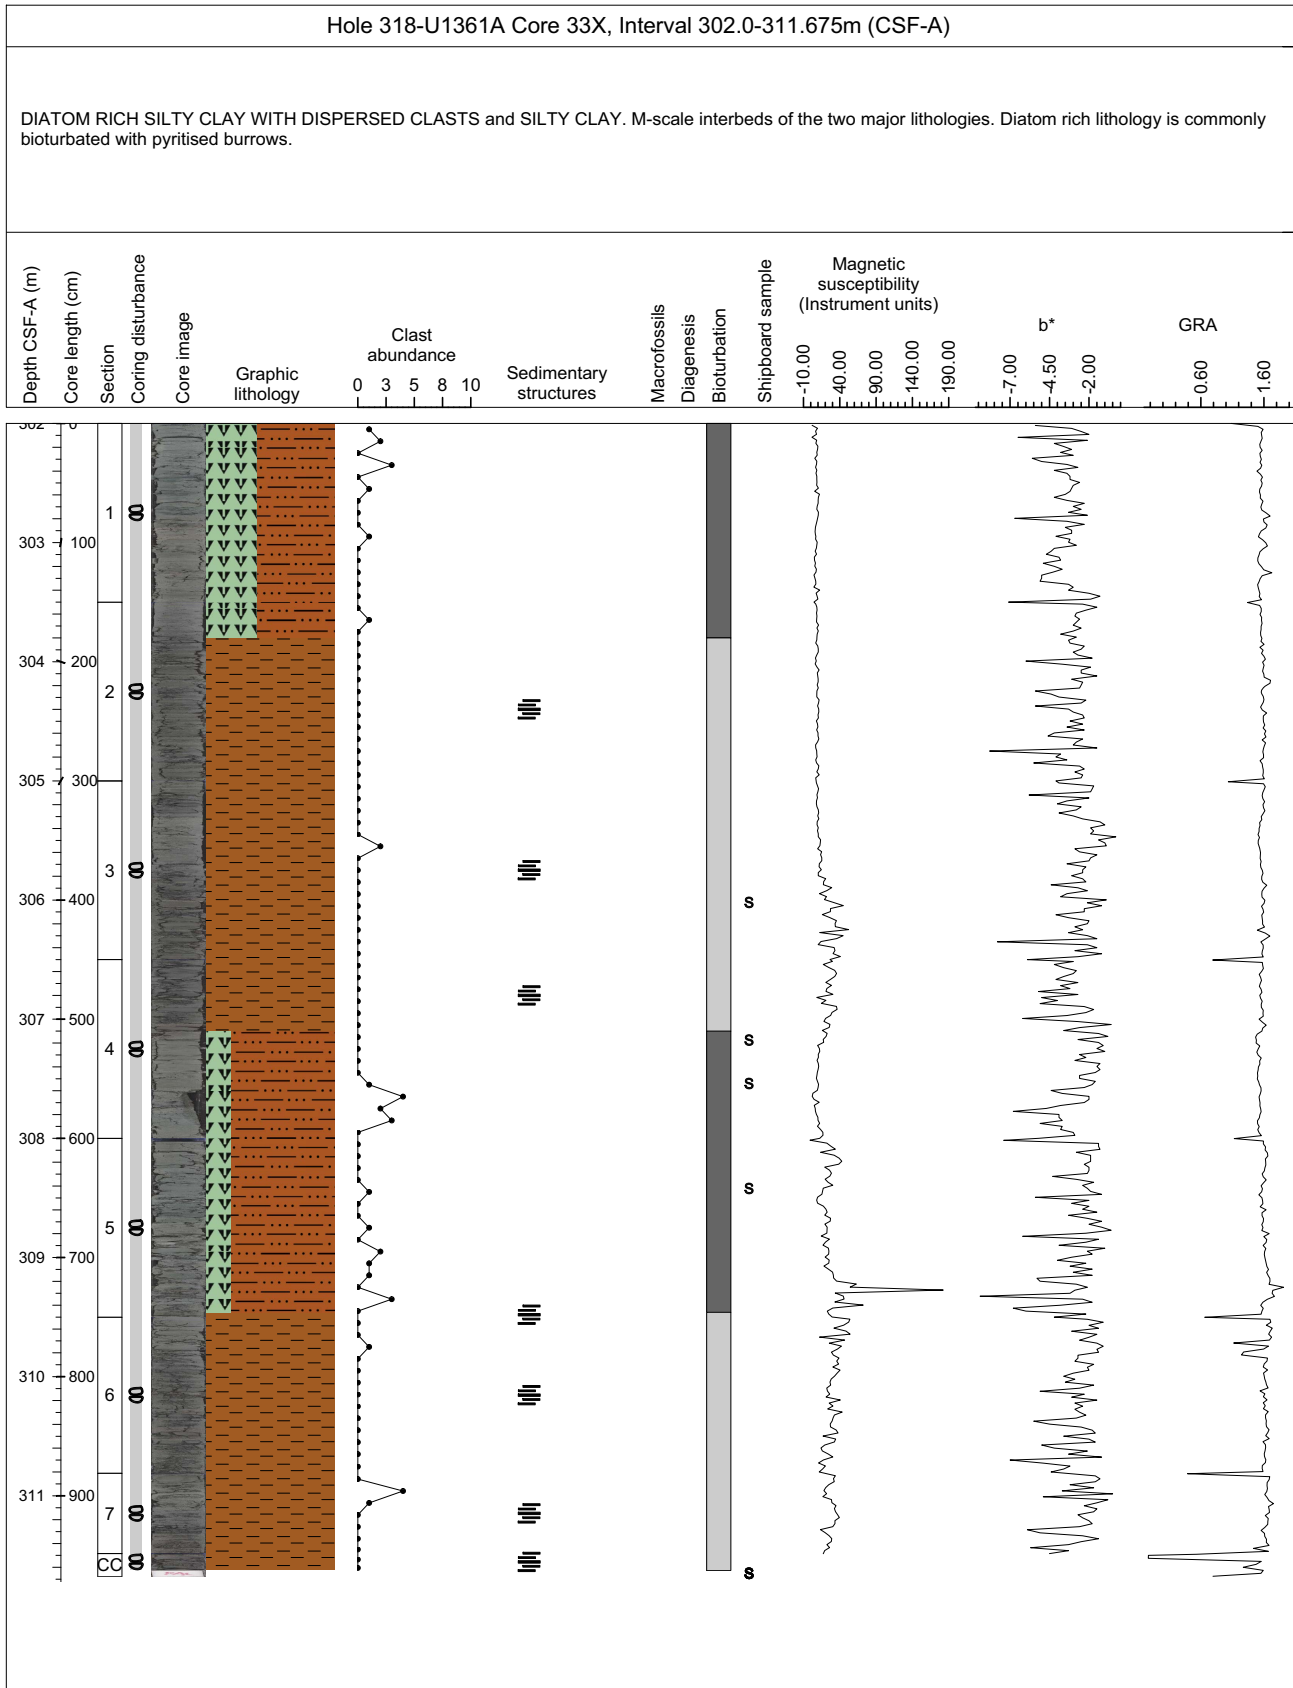 Hole 318-U1361A Core 33X, Interval 302.0-311.675m (CSF-A)
DIATOM RICH SILTY CLAY WITH DISPERSED CLASTS and SILTY CLAY. M-scale interbeds of the two major lithologies. Diatom rich lithology is commonly
bioturbated with pyritised burrows.
Depth CSF-A (m)
Core length (cm)
Section
Coring disturbance
Core image
Graphic
lithology
Clast
abundance
0 3 5 8 10
Sedimentary
structures
Macrofossils
Diagenesis
Bioturbation
Shipboard sample
Magnetic
susceptibility
(Instrument units)
-10.00 40.00 90.00 140.00 190.00
b*
-7.00 -4.50 -2.00
GRA
0.60 1.60
302 0
1
303 100
304 200
2
305 300
3
306 400 S
307 500
S
4
S
308 600
S
5
309 700
310 800
6
311 900
7
CC
S